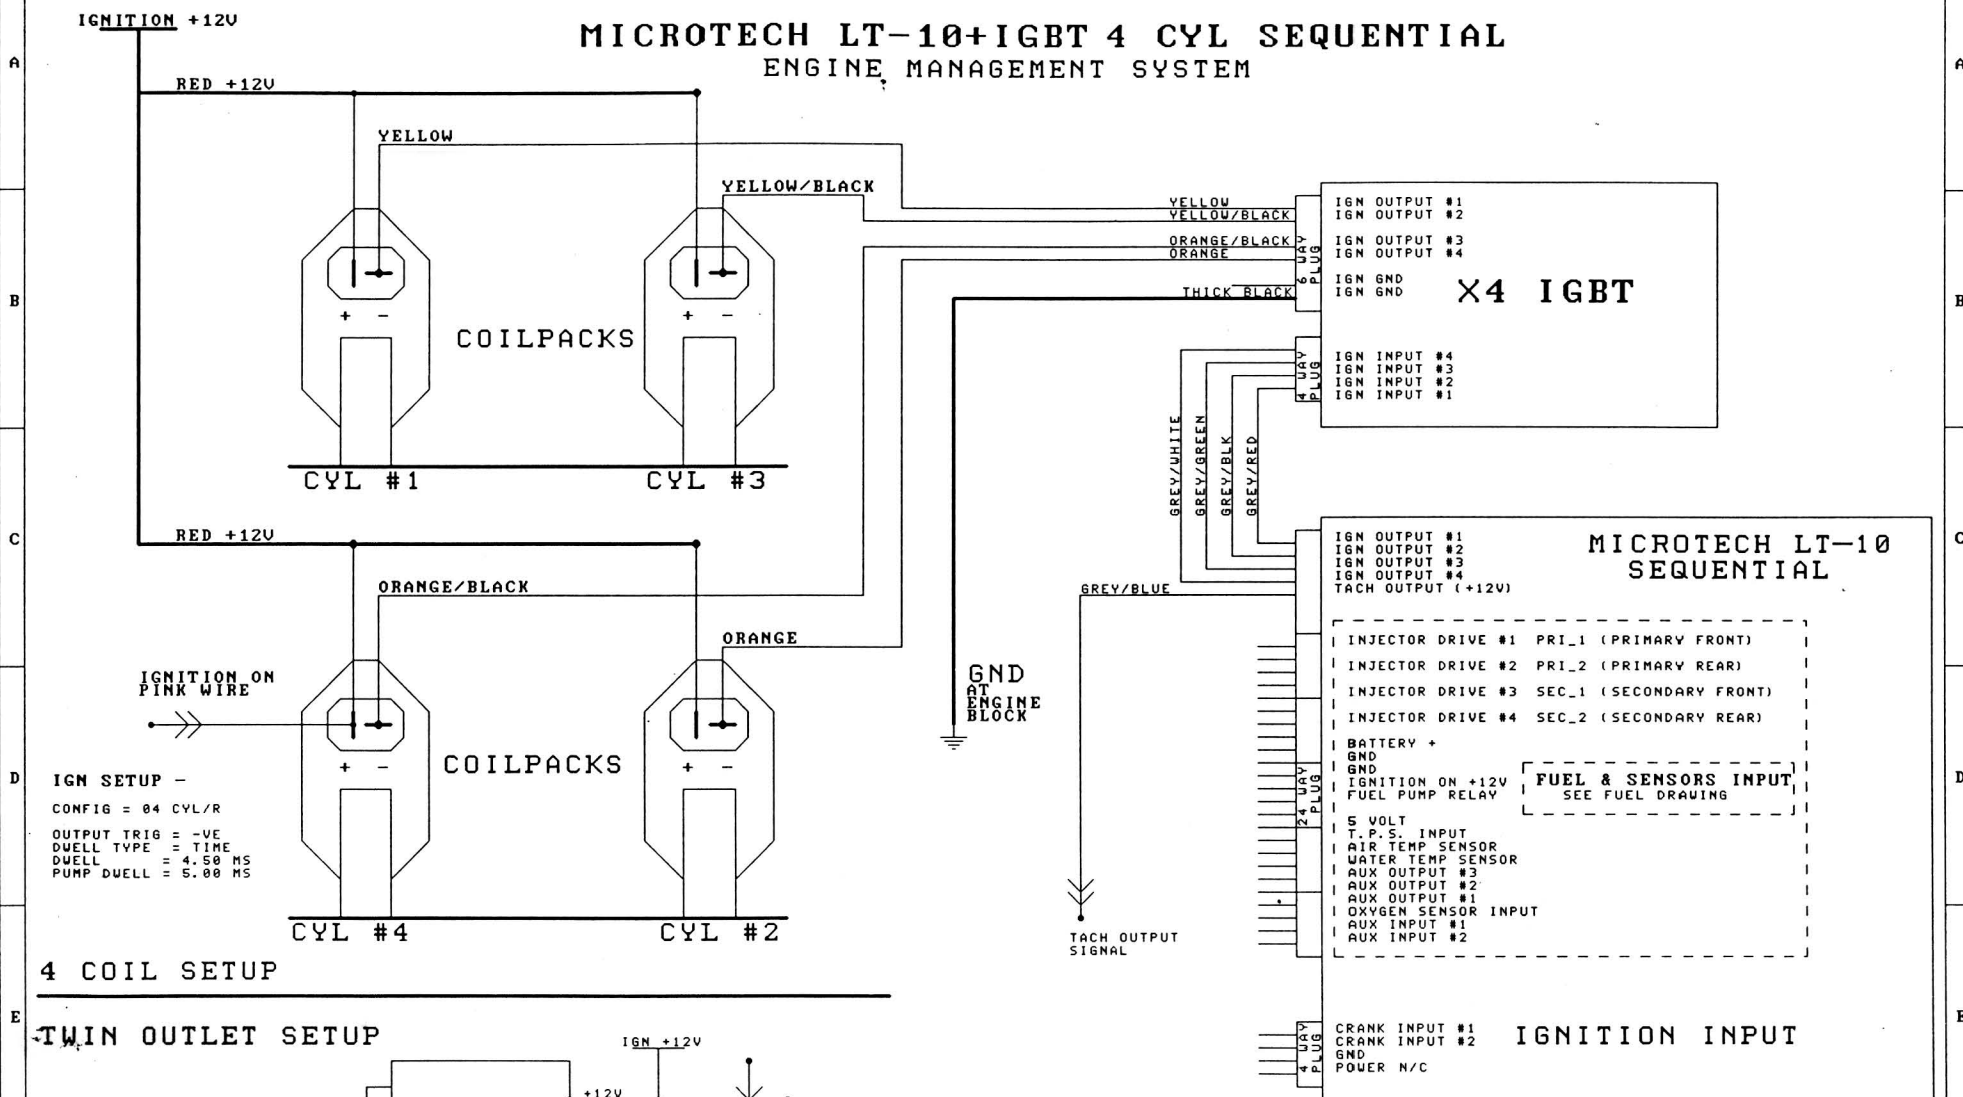 IGNITION +12V
MICROTECH LT-10+IGBT 4 CYL SEQUENTIAL
ENGINE MANAGEMENT SYSTEM
A
A
RED +12V
YELLOW
YELLOW/BLACK
YELLOW
YELLOW/BLACK
ORANGE/BLACK
ORANGE
THICK BLACK
6 WAY
PLUG
IGN OUTPUT #1
IGN OUTPUT #2
IGN OUTPUT #3
IGN OUTPUT #4
IGN GND
IGN GND
X4 IGBT
B
B
+ -
COILPACKS
+ -
4 WAY
PLUG
IGN INPUT #4
IGN INPUT #3
IGN INPUT #2
IGN INPUT #1
GREY/WHITE
GREY/GREEN
GREY/BLK
GREY/RED
CYL #1
CYL #3
C
C
RED +12V
ORANGE/BLACK
ORANGE
GREY/BLUE
IGN OUTPUT #1
IGN OUTPUT #2
IGN OUTPUT #3
IGN OUTPUT #4
TACH OUTPUT (+12V)
MICROTECH LT-10
SEQUENTIAL
INJECTOR DRIVE #1 PRI_1 (PRIMARY FRONT)
INJECTOR DRIVE #2 PRI_2 (PRIMARY REAR)
INJECTOR DRIVE #3 SEC_1 (SECONDARY FRONT)
INJECTOR DRIVE #4 SEC_2 (SECONDARY REAR)
IGNITION ON
PINK WIRE
GND
AT
ENGINE
BLOCK
D
D
+ -
COILPACKS
+ -
24 WAY
PLUG
BATTERY +
GND
GND
IGNITION ON +12V
FUEL PUMP RELAY
FUEL & SENSORS INPUT
SEE FUEL DRAWING
5 VOLT
T.P.S. INPUT
AIR TEMP SENSOR
WATER TEMP SENSOR
AUX OUTPUT #3
AUX OUTPUT #2
AUX OUTPUT #1
OXYGEN SENSOR INPUT
AUX INPUT #1
AUX INPUT #2
IGN SETUP -
CONFIG = 04 CYL/R
OUTPUT TRIG = -VE
DWELL TYPE = TIME
DWELL = 4.50 MS
PUMP DWELL = 5.00 MS
CYL #4
CYL #2
TACH OUTPUT
SIGNAL
4 COIL SETUP
E
E
TWIN OUTLET SETUP
IGN +12V
+12V
4 WAY
PLUG
CRANK INPUT #1
CRANK INPUT #2
GND
POWER N/C
IGNITION INPUT